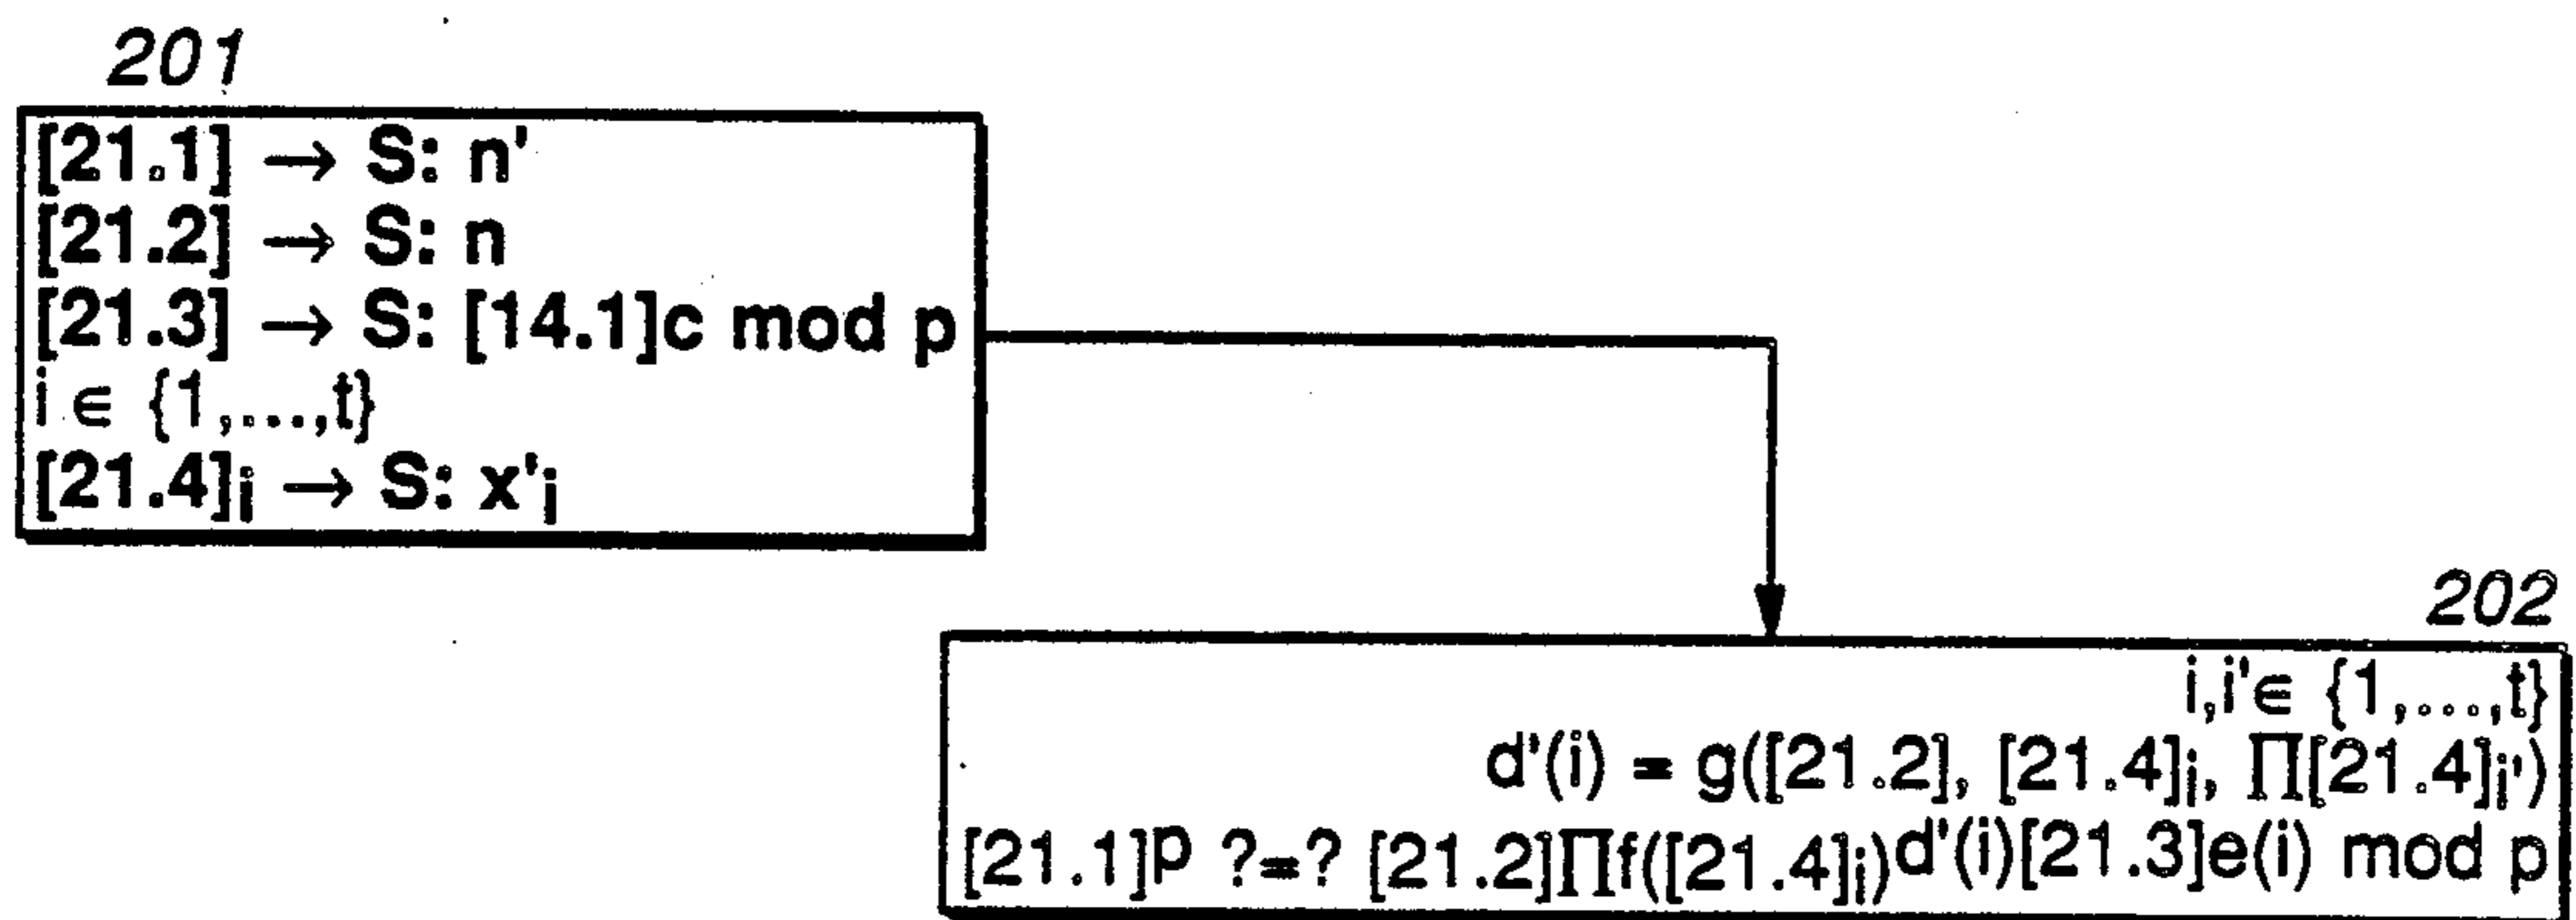 201
[21.1] → S: n'
[21.2] → S: n
[21.3] → S: [14.1]c mod p
i ∈ {1,...,t}
[21.4]i → S: x'i
202
i,i'∈ {1,...,t}
d'(i) = g([21.2], [21.4]i, ∏[21.4]i')
[21.1]p ?=? [21.2]∏f([21.4]i)d'(i)[21.3]e(i) mod p